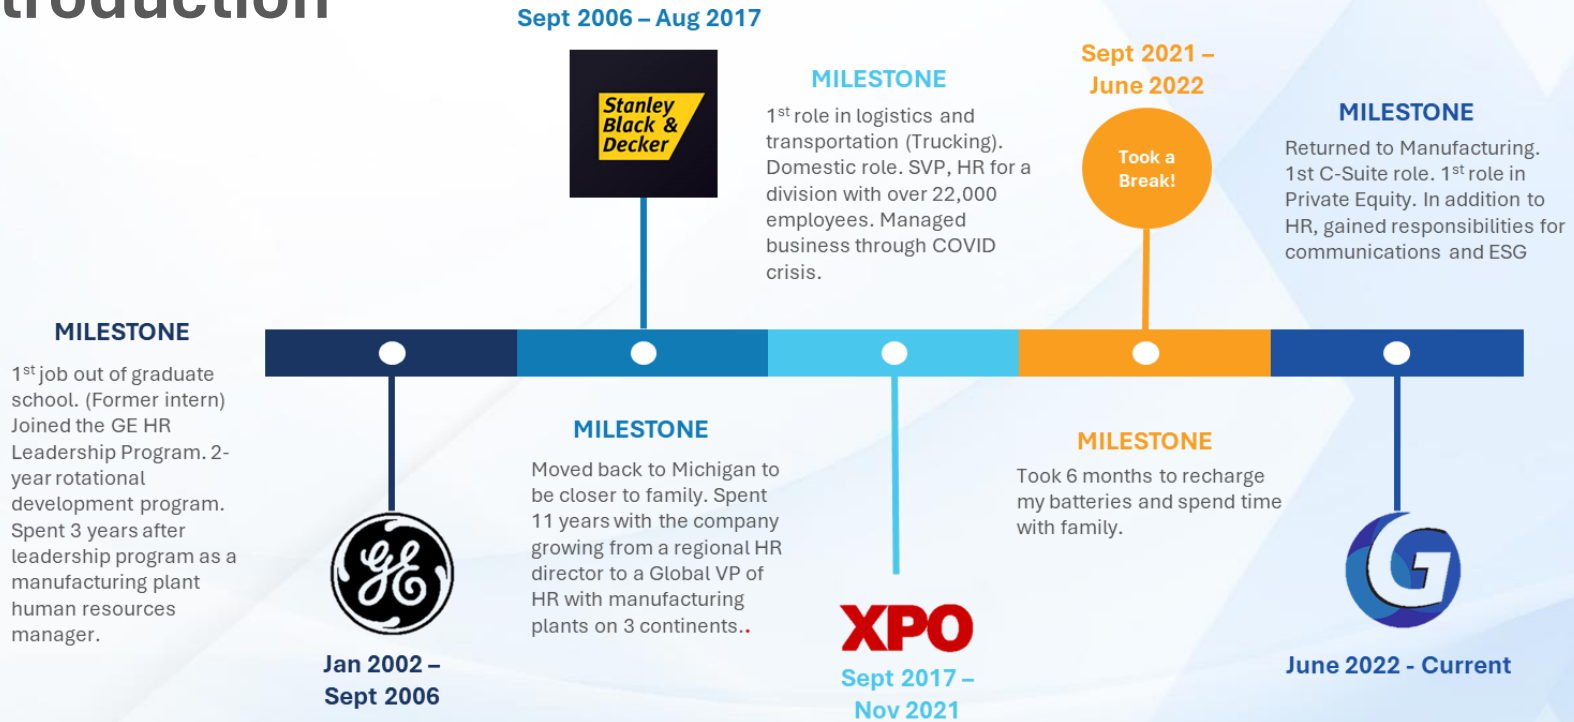 troduction
Sept 2006 – Aug 2017
Stanley
Black &
Decker
MILESTONE
1st role in logistics and
transportation (Trucking).
Domestic role. SVP, HR for a
division with over 22,000
employees. Managed
business through COVID
crisis.
Sept 2021 –
June 2022
Took a
Break!
MILESTONE
Returned to Manufacturing.
1st C-Suite role. 1st role in
Private Equity. In addition to
HR, gained responsibilities for
communications and ESG
MILESTONE
1st job out of graduate
school. (Former intern)
Joined the GE HR
Leadership Program. 2-
year rotational
development program.
Spent 3 years after
leadership program as a
manufacturing plant
human resources
manager.
GE
Jan 2002 –
Sept 2006
MILESTONE
Moved back to Michigan to
be closer to family. Spent
11 years with the company
growing from a regional HR
director to a Global VP of
HR with manufacturing
plants on 3 continents..
XPO
Sept 2017 –
Nov 2021
MILESTONE
Took 6 months to recharge
my batteries and spend time
with family.
G
June 2022 - Current